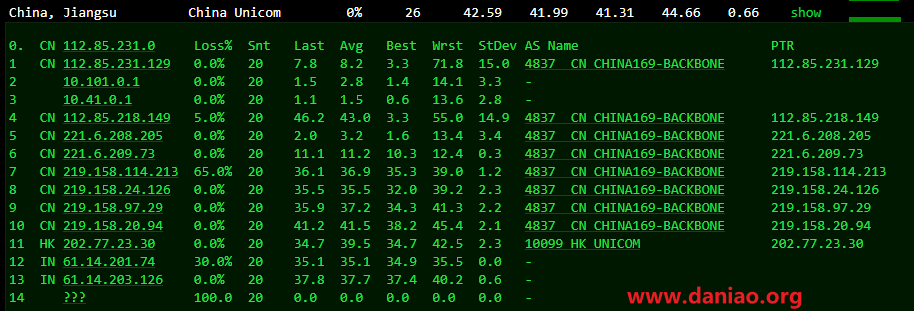 China, Jiangsu China Unicom 0% 26 42.59 41.99 41.31 44.66 0.66 show
0. CN 112.85.231.0 Loss% Snt Last Avg Best Wrst StDev AS Name PTR
1 CN 112.85.231.129 0.0% 20 7.8 8.2 3.3 71.8 15.0 4837 CN CHINA169-BACKBONE 112.85.231.129
2 10.101.0.1 0.0% 20 1.5 2.8 1.4 14.1 3.3 -
3 10.41.0.1 0.0% 20 1.1 1.5 0.6 13.6 2.8 -
4 CN 112.85.218.149 5.0% 20 46.2 43.0 3.3 55.0 14.9 4837 CN CHINA169-BACKBONE 112.85.218.149
5 CN 221.6.208.205 0.0% 20 2.0 3.2 1.6 13.4 3.4 4837 CN CHINA169-BACKBONE 221.6.208.205
6 CN 221.6.209.73 0.0% 20 11.1 11.2 10.3 12.4 0.3 4837 CN CHINA169-BACKBONE 221.6.209.73
7 CN 219.158.114.213 65.0% 20 36.1 36.9 35.3 39.0 1.2 4837 CN CHINA169-BACKBONE 219.158.114.213
8 CN 219.158.24.126 0.0% 20 35.5 35.5 32.0 39.2 2.3 4837 CN CHINA169-BACKBONE 219.158.24.126
9 CN 219.158.97.29 0.0% 20 35.9 37.2 34.3 41.3 2.2 4837 CN CHINA169-BACKBONE 219.158.97.29
10 CN 219.158.20.94 0.0% 20 41.2 41.5 38.2 45.4 2.1 4837 CN CHINA169-BACKBONE 219.158.20.94
11 HK 202.77.23.30 0.0% 20 34.7 39.5 34.7 42.5 2.3 10099 HK UNICOM 202.77.23.30
12 IN 61.14.201.74 30.0% 20 35.1 35.1 34.9 35.5 0.0 -
13 IN 61.14.203.126 0.0% 20 37.8 37.7 37.4 40.2 0.6 -
14 ??? 100.0 20 0.0 0.0 0.0 0.0 0.0 -
www.daniao.org